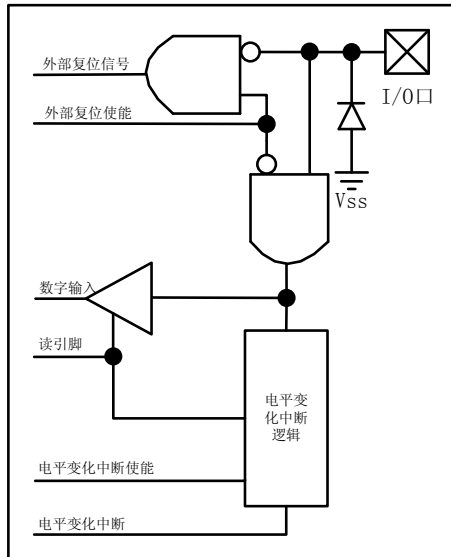 外部复位信号
外部复位使能
I/O口
Vss
数字输入
读引脚
电平变
化中断
逻辑
电平变化中断使能
电平变化中断